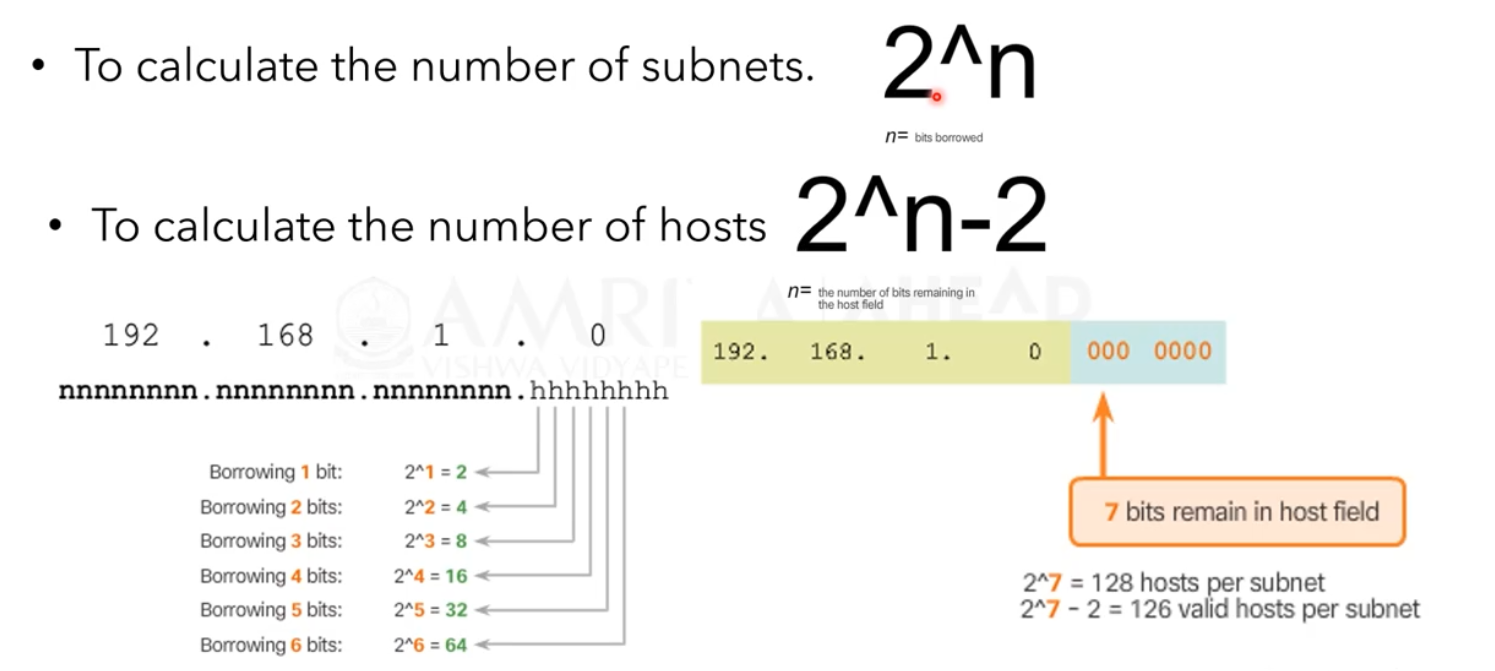 • To calculate the number of subnets.
2^n
n= bits borrowed
• To calculate the number of hosts
2^n-2
n= the number of bits remaining in
the host field
AMRI AHEAD
VISHWA VIDYAPE
192 . 168 . 1 . 0
nnnnnnnn.nnnnnnnn.nnnnnnnn.hhhhhhhh
Borrowing 1 bit: 2^1 = 2
Borrowing 2 bits: 2^2 = 4
Borrowing 3 bits: 2^3 = 8
Borrowing 4 bits: 2^4 = 16
Borrowing 5 bits: 2^5 = 32
Borrowing 6 bits: 2^6 = 64
192. 168. 1. 0 000 0000
7 bits remain in host field
2^7 = 128 hosts per subnet
2^7 - 2 = 126 valid hosts per subnet